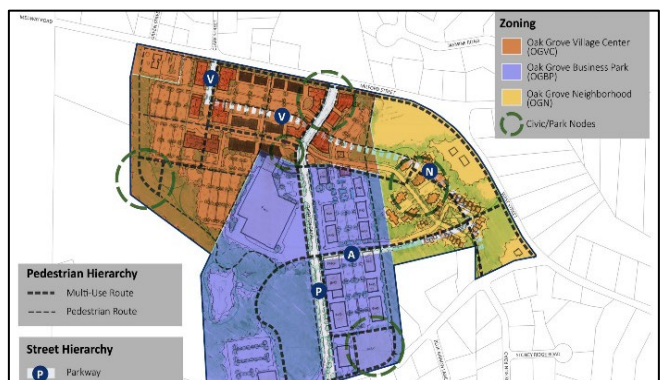 Zoning
Oak Grove Village Center
(OGVC)
Oak Grove Business Park
(OGBP)
Oak Grove Neighborhood
(OGN)
Civic/Park Nodes
V
V
N
A
P
Pedestrian Hierarchy
Multi-Use Route
Pedestrian Route
Street Hierarchy
P
Parkway